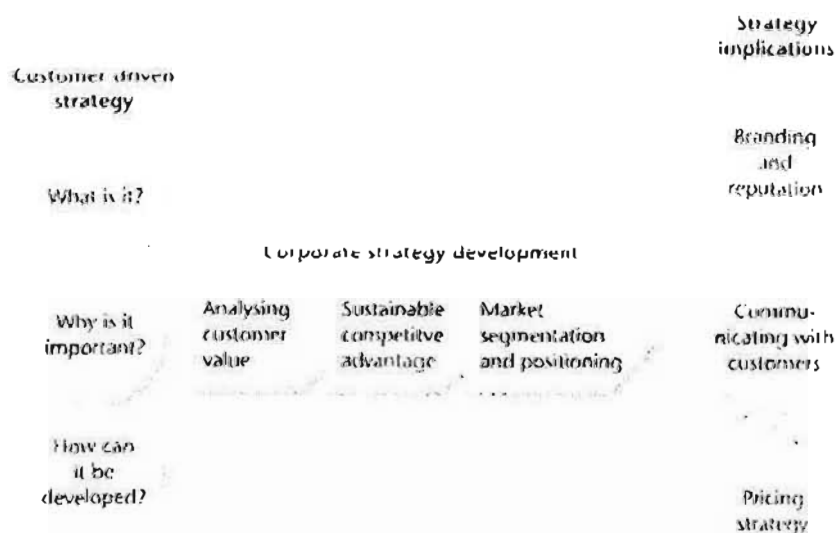 Customer driven
strategy
What is it?
Why is it
important?
How can
it be
developed?
Corporate strategy development
Analysing
customer
value
Sustainable
competitve
advantage
Market
segmentation
and positioning
Strategy
implications
Branding
and
reputation
Commu-
nicating with
customers
Pricing
strategy